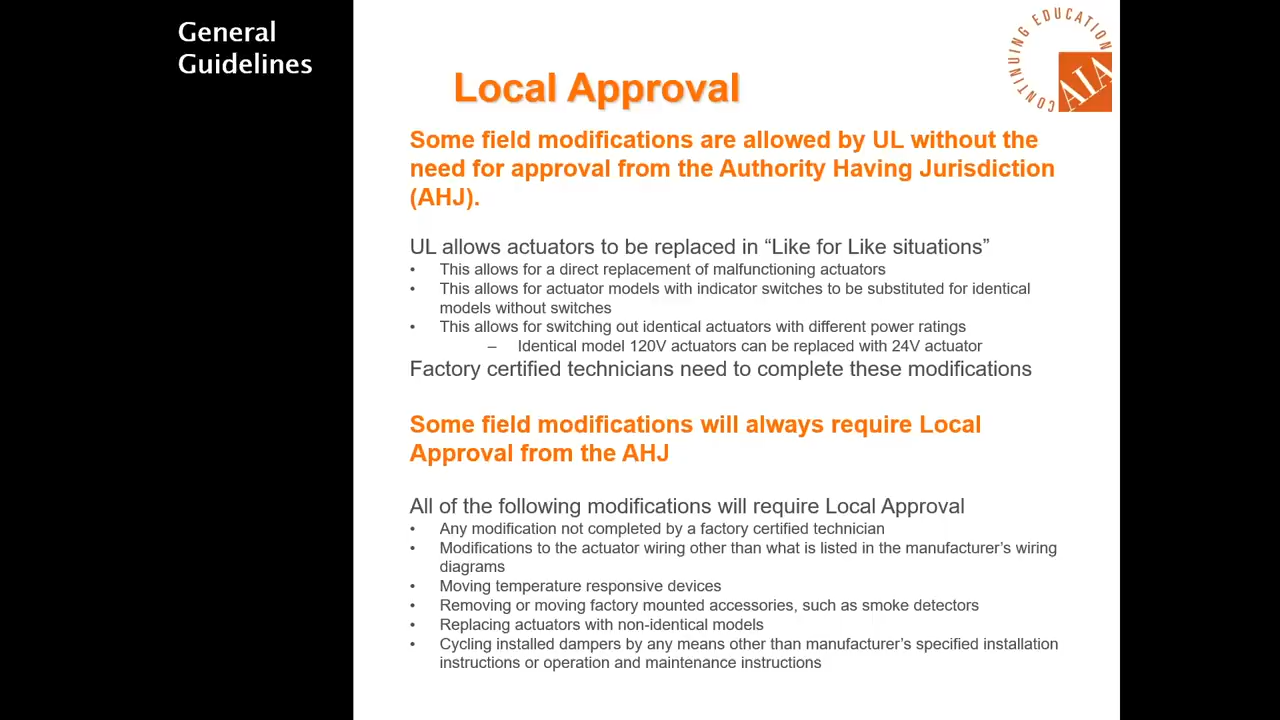 General
Guidelines
CONTINUING EDUCATION
AIA
Local Approval
Some field modifications are allowed by UL without the
need for approval from the Authority Having Jurisdiction
(AHJ).
UL allows actuators to be replaced in “Like for Like situations”
• This allows for a direct replacement of malfunctioning actuators
• This allows for actuator models with indicator switches to be substituted for identical
models without switches
• This allows for switching out identical actuators with different power ratings
– Identical model 120V actuators can be replaced with 24V actuator
Factory certified technicians need to complete these modifications
Some field modifications will always require Local
Approval from the AHJ
All of the following modifications will require Local Approval
• Any modification not completed by a factory certified technician
• Modifications to the actuator wiring other than what is listed in the manufacturer’s wiring
diagrams
• Moving temperature responsive devices
• Removing or moving factory mounted accessories, such as smoke detectors
• Replacing actuators with non-identical models
• Cycling installed dampers by any means other than manufacturer’s specified installation
instructions or operation and maintenance instructions